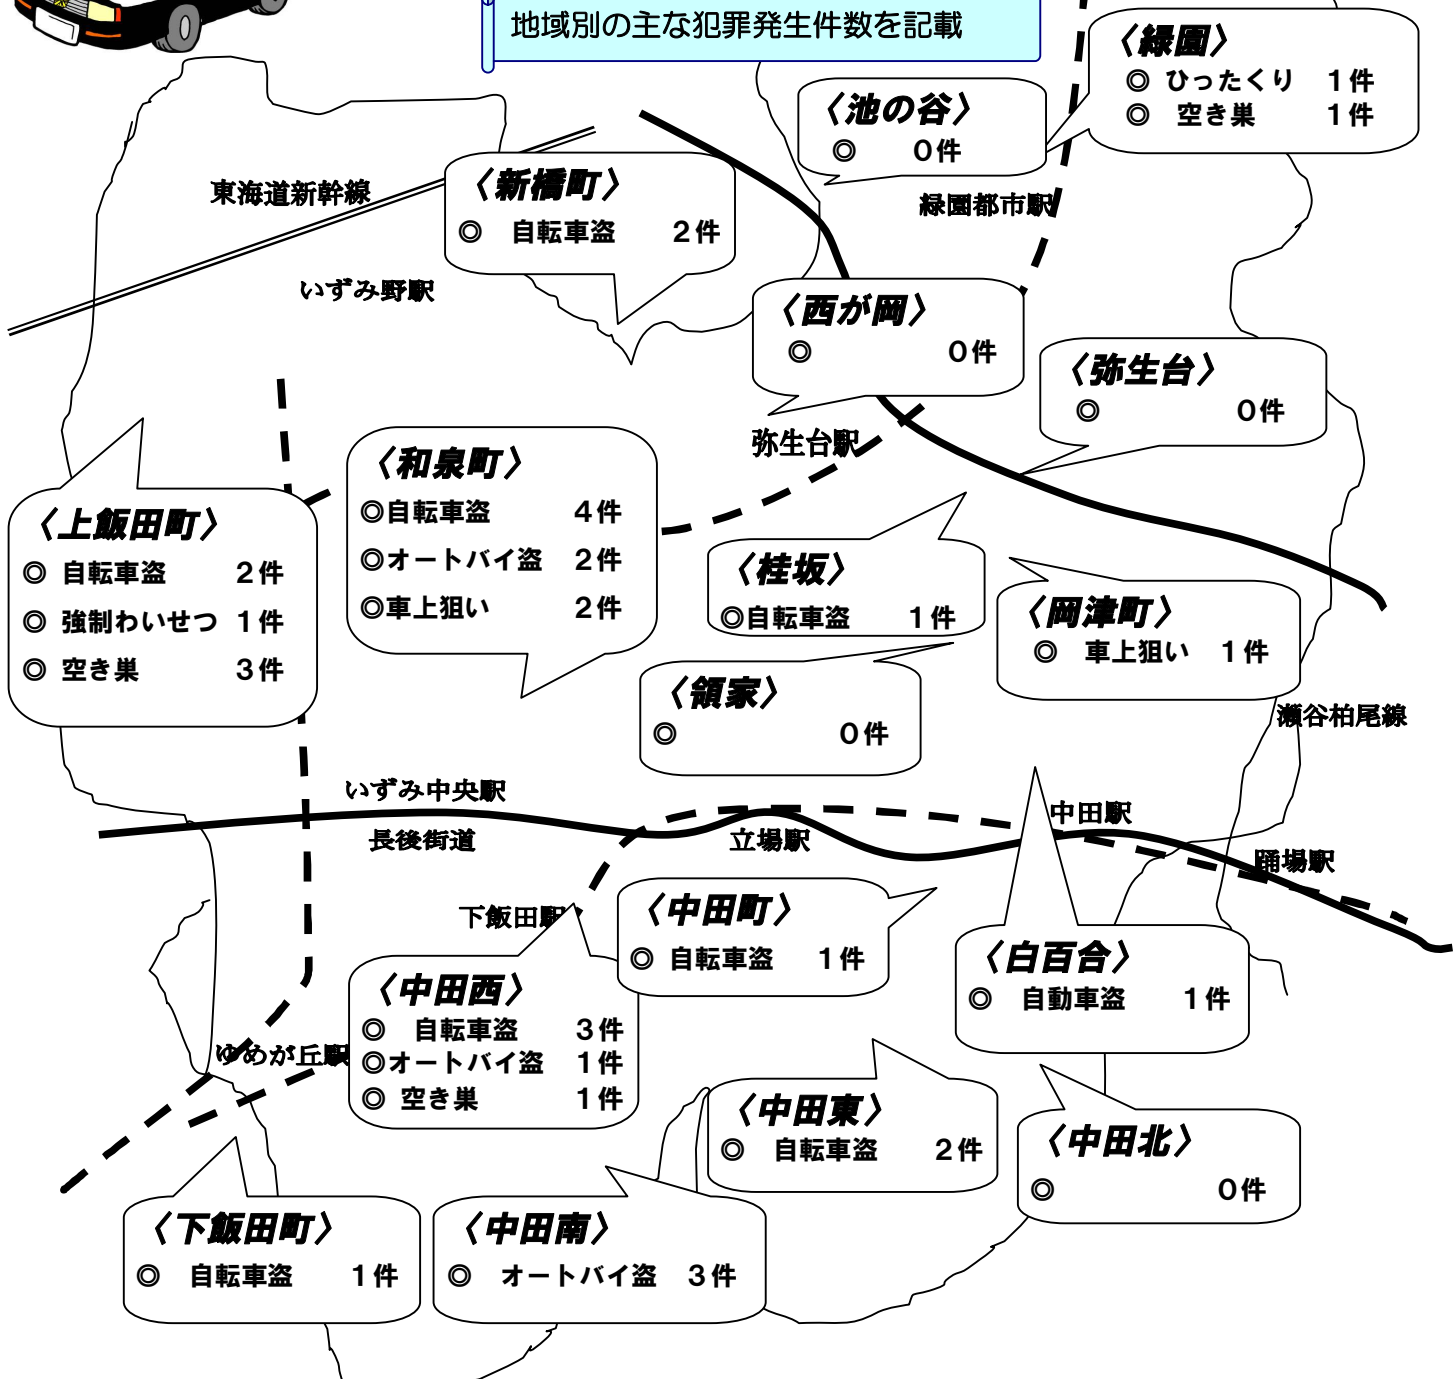 地域別の主な犯罪発生件数を記載
〈緑園〉
◎ ひったくり 1件
◎ 空き巣 1件
〈池の谷〉
◎ 0件
東海道新幹線
〈新橋町〉
◎ 自転車盗 2件
緑園都市駅
いずみ野駅
〈西が岡〉
◎ 0件
〈弥生台〉
◎ 0件
弥生台駅
〈和泉町〉
◎自転車盗 4件
◎オートバイ盗 2件
◎車上狙い 2件
〈上飯田町〉
◎ 自転車盗 2件
◎ 強制わいせつ 1件
◎ 空き巣 3件
〈桂坂〉
◎自転車盗 1件
〈岡津町〉
◎ 車上狙い 1件
〈領家〉
◎ 0件
瀬谷柏尾線
いずみ中央駅
長後街道
立場駅
中田駅
踊場駅
下飯田駅
〈中田町〉
◎ 自転車盗 1件
〈白百合〉
◎ 自動車盗 1件
〈中田西〉
◎ 自転車盗 3件
◎オートバイ盗 1件
◎ 空き巣 1件
ゆめが丘駅
〈中田東〉
◎ 自転車盗 2件
〈中田北〉
◎ 0件
〈下飯田町〉
◎ 自転車盗 1件
〈中田南〉
◎ オートバイ盗 3件